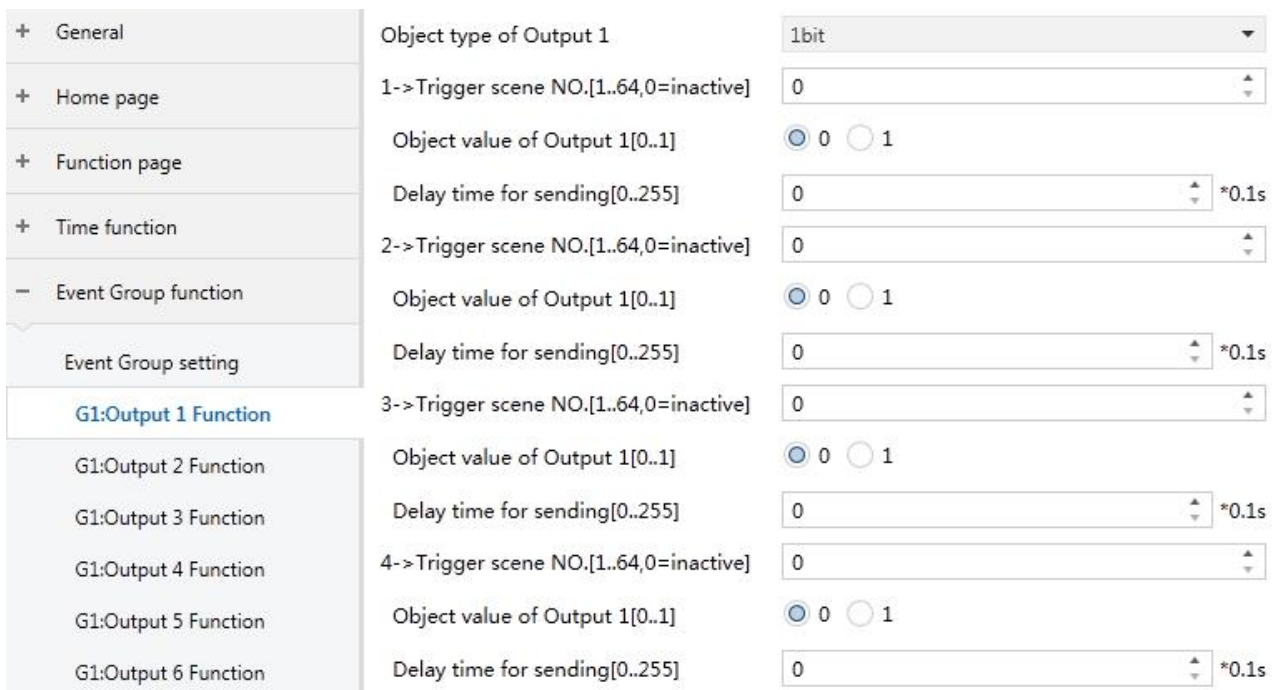 + General
+ Home page
+ Function page
+ Time function
− Event Group function
Event Group setting
G1:Output 1 Function
G1:Output 2 Function
G1:Output 3 Function
G1:Output 4 Function
G1:Output 5 Function
G1:Output 6 Function
Object type of Output 1 1bit
1->Trigger scene NO.[1..64,0=inactive] 0
Object value of Output 1[0..1] 0 1
Delay time for sending[0..255] 0 *0.1s
2->Trigger scene NO.[1..64,0=inactive] 0
Object value of Output 1[0..1] 0 1
Delay time for sending[0..255] 0 *0.1s
3->Trigger scene NO.[1..64,0=inactive] 0
Object value of Output 1[0..1] 0 1
Delay time for sending[0..255] 0 *0.1s
4->Trigger scene NO.[1..64,0=inactive] 0
Object value of Output 1[0..1] 0 1
Delay time for sending[0..255] 0 *0.1s